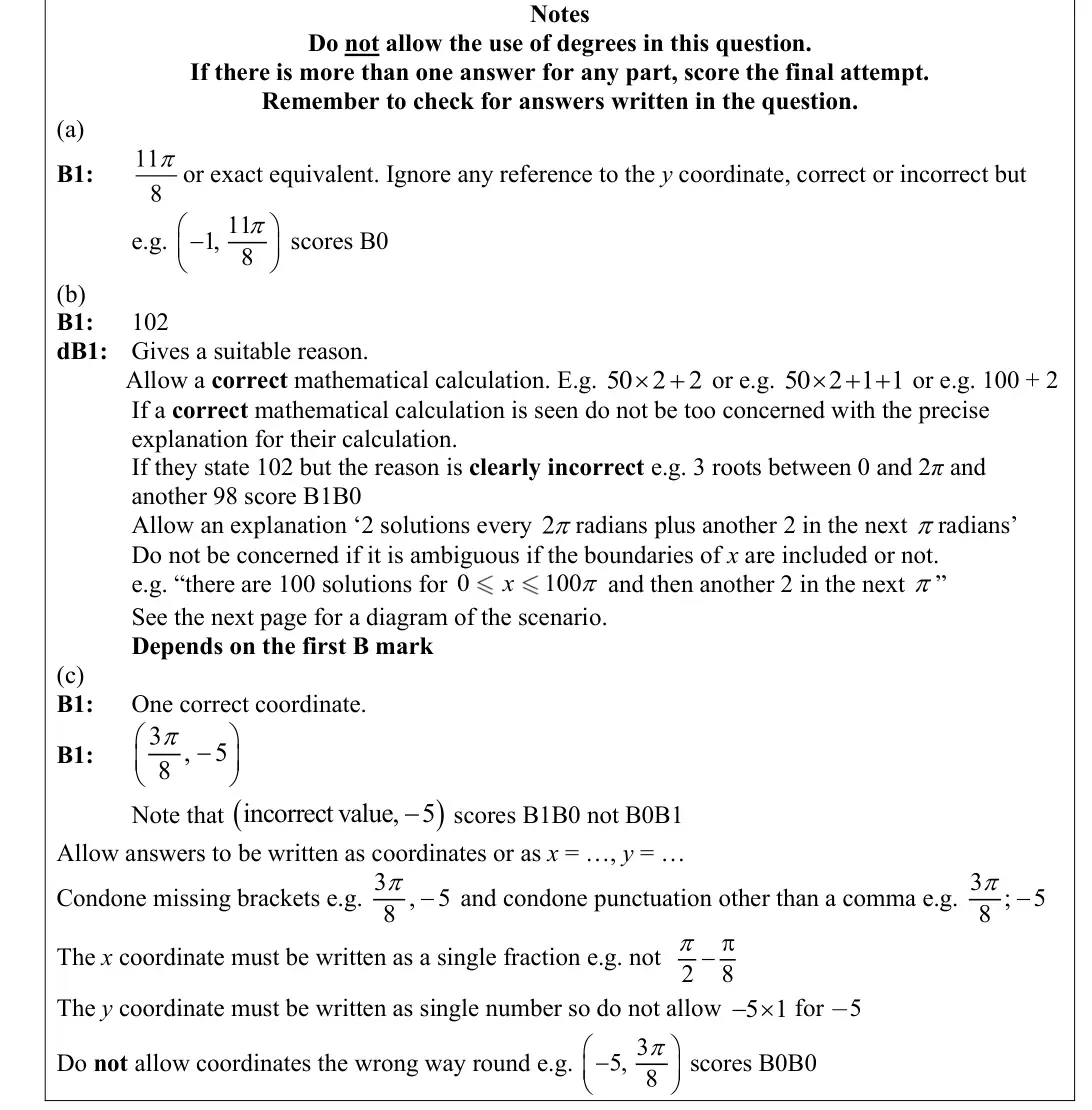 Notes
Do not allow the use of degrees in this question.
If there is more than one answer for any part, score the final attempt.
Remember to check for answers written in the question.
(a)
B1: 11π/8 or exact equivalent. Ignore any reference to the y coordinate, correct or incorrect but
e.g. (−1, 11π/8) scores B0
(b)
B1: 102
dB1: Gives a suitable reason.
Allow a correct mathematical calculation. E.g. 50×2+2 or e.g. 50×2+1+1 or e.g. 100 + 2
If a correct mathematical calculation is seen do not be too concerned with the precise
explanation for their calculation.
If they state 102 but the reason is clearly incorrect e.g. 3 roots between 0 and 2π and
another 98 score B1B0
Allow an explanation ‘2 solutions every 2π radians plus another 2 in the next π radians’
Do not be concerned if it is ambiguous if the boundaries of x are included or not.
e.g. “there are 100 solutions for 0 ⩽ x ⩽ 100π and then another 2 in the next π”
See the next page for a diagram of the scenario.
Depends on the first B mark
(c)
B1: One correct coordinate.
B1: (3π/8, −5)
Note that (incorrect value, −5) scores B1B0 not B0B1
Allow answers to be written as coordinates or as x = …, y = …
Condone missing brackets e.g. 3π/8, −5 and condone punctuation other than a comma e.g. 3π/8; −5
The x coordinate must be written as a single fraction e.g. not π/2 − π/8
The y coordinate must be written as single number so do not allow −5×1 for −5
Do not allow coordinates the wrong way round e.g. (−5, 3π/8) scores B0B0